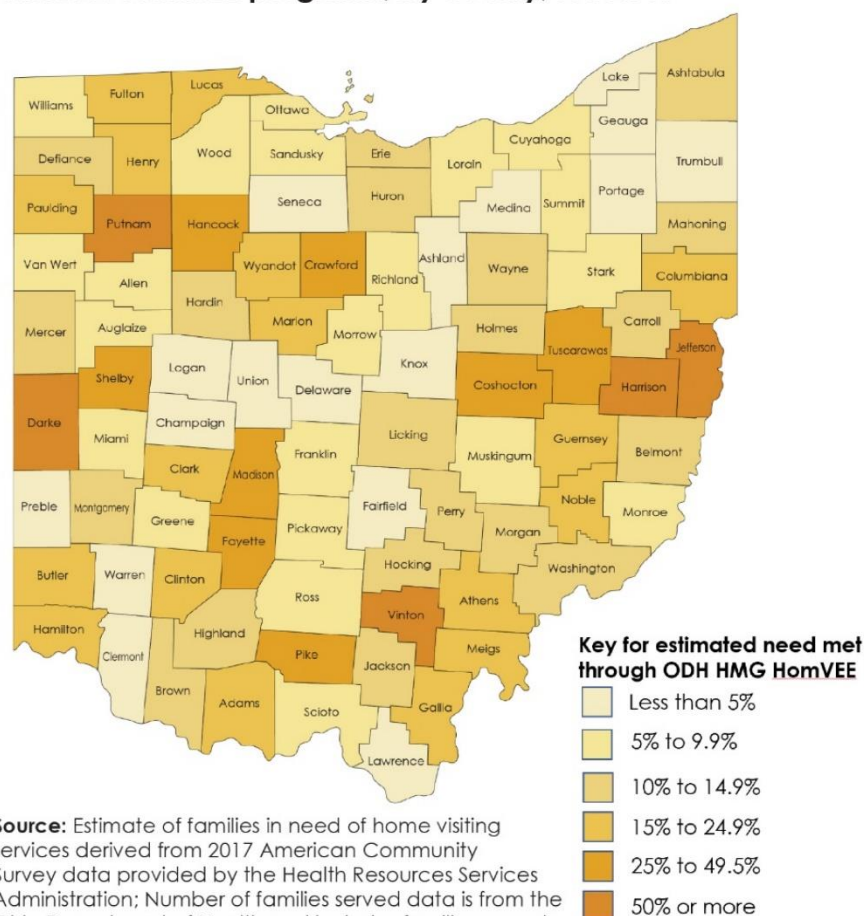 Williams
Fulton
Lucas
Ottawa
Lake
Ashtabula
Geauga
Cuyahoga
Defiance
Henry
Wood
Sandusky
Erie
Lorain
Trumbull
Paulding
Putnam
Hancock
Seneca
Huron
Medina
Summit
Portage
Mahoning
Van Wert
Allen
Wyandot
Crawford
Richland
Ashland
Wayne
Stark
Columbiana
Mercer
Auglaize
Hardin
Marion
Morrow
Holmes
Carroll
Tuscarawas
Jefferson
Shelby
Logan
Union
Delaware
Knox
Coshocton
Harrison
Darke
Miami
Champaign
Clark
Madison
Franklin
Licking
Muskingum
Guernsey
Belmont
Preble
Montgomery
Greene
Fayette
Pickaway
Fairfield
Perry
Morgan
Noble
Monroe
Butler
Warren
Clinton
Ross
Hocking
Athens
Washington
Hamilton
Clermont
Highland
Pike
Vinton
Jackson
Meigs
Brown
Adams
Scioto
Gallia
Lawrence
Key for estimated need met
through ODH HMG HomVEE
Less than 5%
5% to 9.9%
10% to 14.9%
15% to 24.9%
25% to 49.5%
50% or more
Source: Estimate of families in need of home visiting
services derived from 2017 American Community
Survey data provided by the Health Resources Services
Administration; Number of families served data is from the